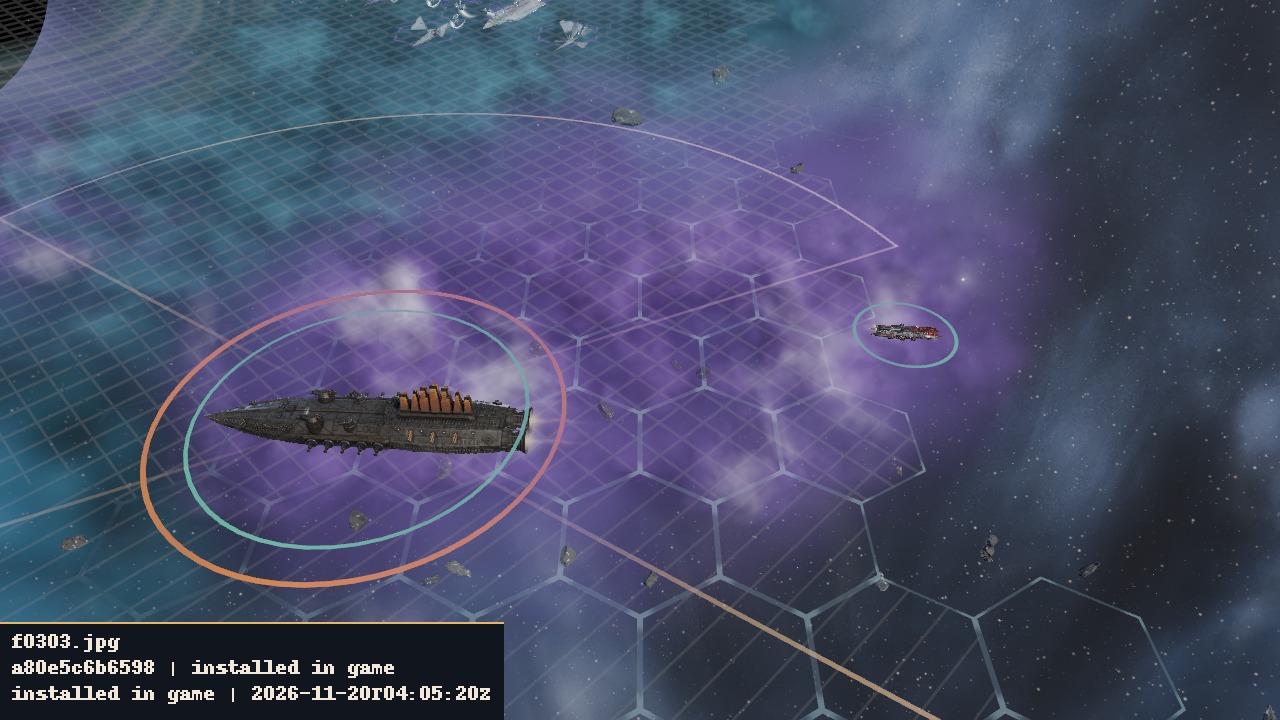 f0303.jpg
a80e5c6b6598 | installed in game
installed in game | 2026-11-20T04:05:20Z